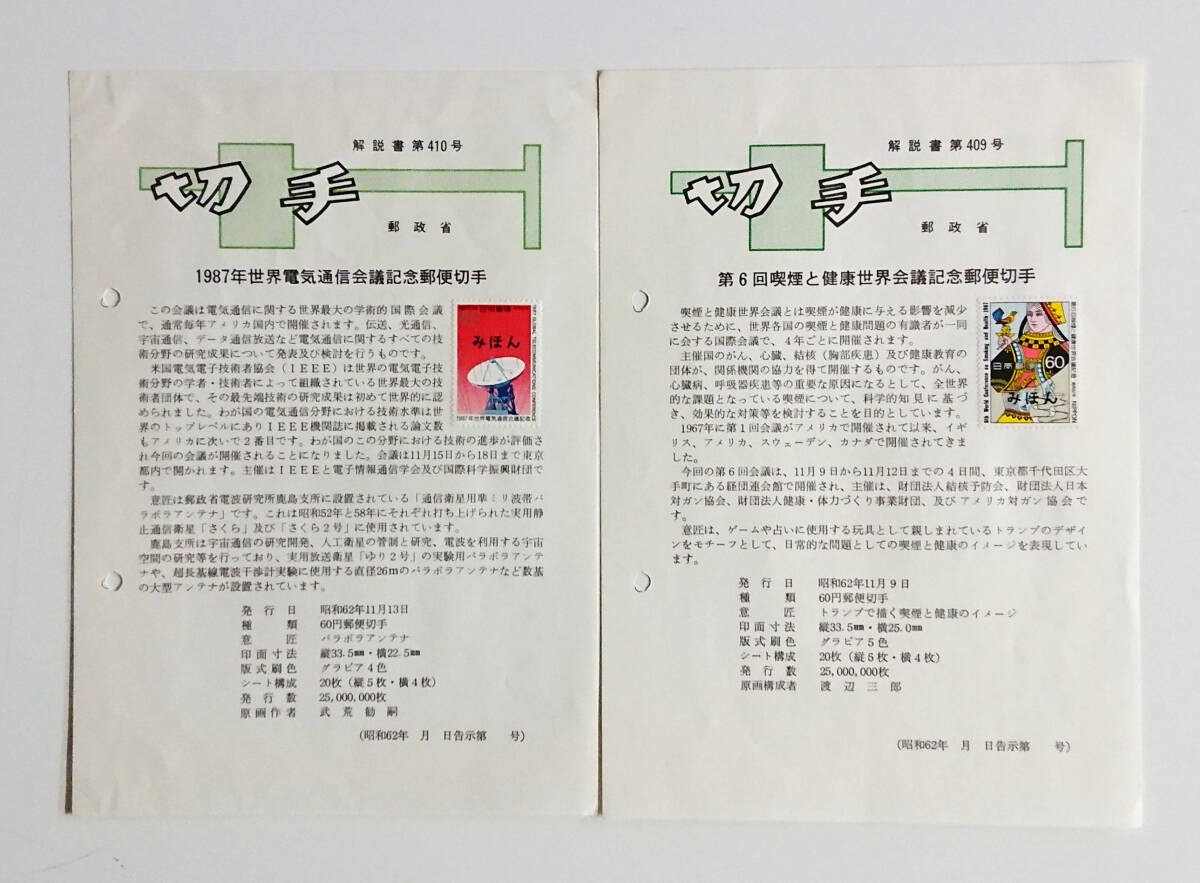 解説書第410号
切手
郵政省
1987年世界電気通信会議記念郵便切手
この会議は電気通信に関する世界最大の学術的国際会議
で、通常毎年アメリカ国内で開催されます。伝送、光通信、
宇宙通信、データ通信放送など電気通信に関するすべての技
術分野の研究成果について発表及び検討を行うものです。
米国電気電子技術者協会（ＩＥＥＥ）は世界の電気電子技
術分野の学者・技術者によって組織されている世界最大の技
術者団体で、その最先端技術の研究成果は初めて世界的に認
められました。わが国の電気通信分野における技術水準は世
界のトップレベルにありＩＥＥＥ機関誌に掲載される論文数
もアメリカに次いで２番目です。わが国のこの分野における技術の進歩が評価さ
れ今回の会議が開催されることになりました。会議は11月15日から18日まで東京
都内で開かれます。主催はＩＥＥＥと電子情報通信学会及び国際科学振興財団で
す。
意匠は郵政省電波研究所鹿島支所に設置されている「通信衛星用準ミリ波帯パ
ラボラアンテナ」です。これは昭和52年と58年にそれぞれ打ち上げられた実用静
止通信衛星「さくら」及び「さくら２号」に使用されています。
鹿島支所は宇宙通信の研究開発、人工衛星の管制と研究、電波を利用する宇宙
空間の研究等を行っており、実用放送衛星「ゆり２号」の実験用パラボラアンテ
ナや、超長基線電波干渉計実験に使用する直径26mのパラボラアンテナなど数基
の大型アンテナが設置されています。
みほん
1987年世界電気通信会議記念
発行日 昭和62年11月13日
種類 60円郵便切手
意匠 パラボラアンテナ
印面寸法 縦33.5㎜・横22.5㎜
版式刷色 グラビア４色
シート構成 20枚（縦５枚・横４枚）
発行数 25,000,000枚
原画作者 武荒勧嗣
（昭和62年 月 日告示第 号）
解説書第409号
切手
郵政省
第６回喫煙と健康世界会議記念郵便切手
喫煙と健康世界会議とは喫煙が健康に与える影響を減少
させるために、世界各国の喫煙と健康問題の有識者が一同
に会する国際会議で、４年ごとに開催されます。
主催国のがん、心臓、結核（胸部疾患）及び健康教育の
団体が、関係機関の協力を得て開催するものです。がん、
心臓病、呼吸器疾患等の重要な原因になるとして、全世界
的な課題となっている喫煙について、科学的知見に基づ
き、効果的な対策等を検討することを目的としています。
1967年に第１回会議がアメリカで開催されて以来、イギ
リス、アメリカ、スウェーデン、カナダで開催されてきま
した。
今回の第６回会議は、11月９日から11月12日までの４日間、東京都千代田区大
手町にある経団連会館で開催され、主催は、財団法人結核予防会、財団法人日本
対ガン協会、財団法人健康・体力づくり事業財団、及びアメリカ対ガン協会で
す。
意匠は、ゲームや占いに使用する玩具として親しまれているトランプのデザイ
ンをモチーフとして、日常的な問題としての喫煙と健康のイメージを表現してい
ます。
6th World Conference on Smoking and Health 1987
60
みほん
NIPPON
発行日 昭和62年11月９日
種類 60円郵便切手
意匠 トランプで描く喫煙と健康のイメージ
印面寸法 縦33.5㎜・横25.0㎜
版式刷色 グラビア５色
シート構成 20枚（縦５枚・横４枚）
発行数 25,000,000枚
原画構成者 渡辺三郎
（昭和62年 月 日告示第 号）